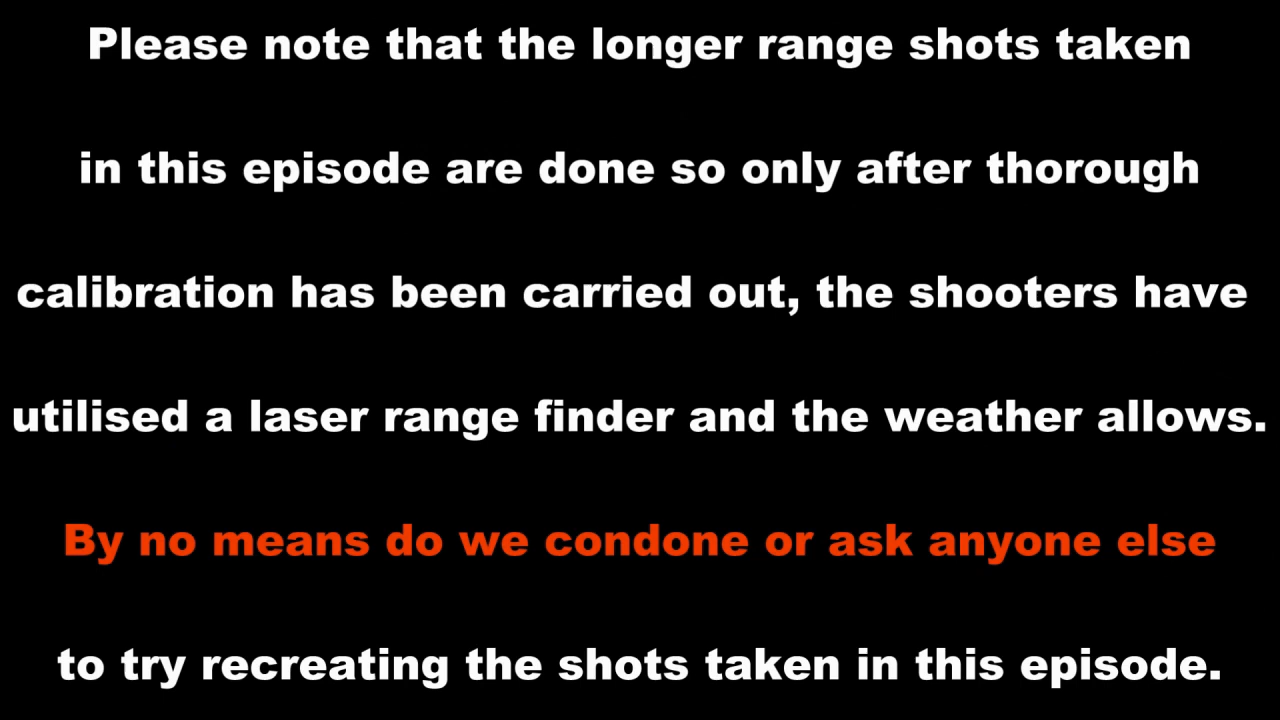 Please note that the longer range shots taken
in this episode are done so only after thorough
calibration has been carried out, the shooters have
utilised a laser range finder and the weather allows.
By no means do we condone or ask anyone else
to try recreating the shots taken in this episode.